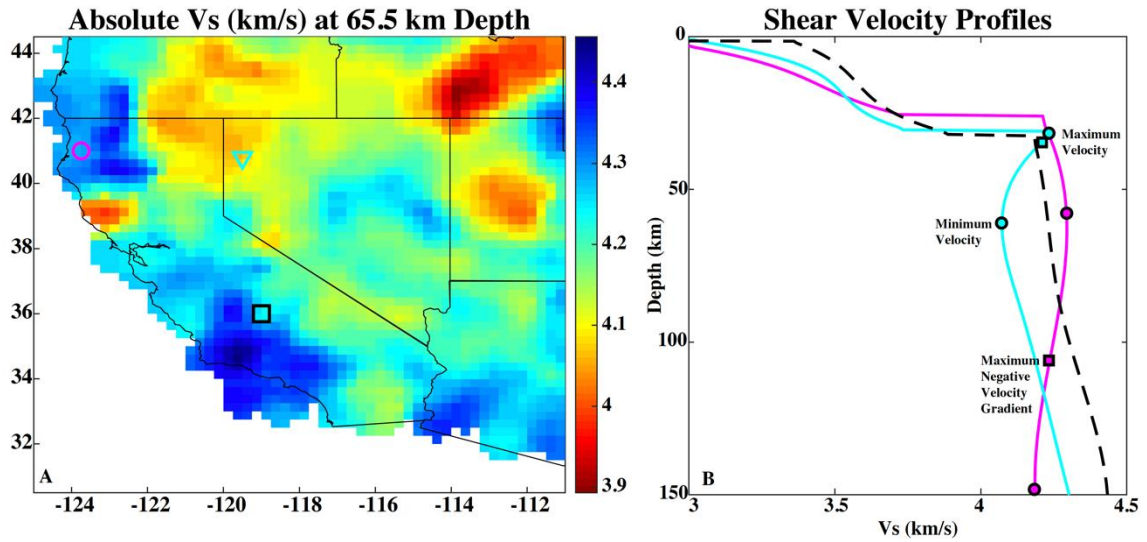 Absolute Vs (km/s) at 65.5 km Depth
44
42
40
38
36
34
32
A
-124
-122
-120
-118
-116
-114
-112
4.4
4.3
4.2
4.1
4
3.9
Shear Velocity Profiles
0
50
100
150
Depth (km)
Maximum
Velocity
Minimum
Velocity
Maximum
Negative
Velocity
Gradient
B
3
3.5
4
4.5
Vs (km/s)